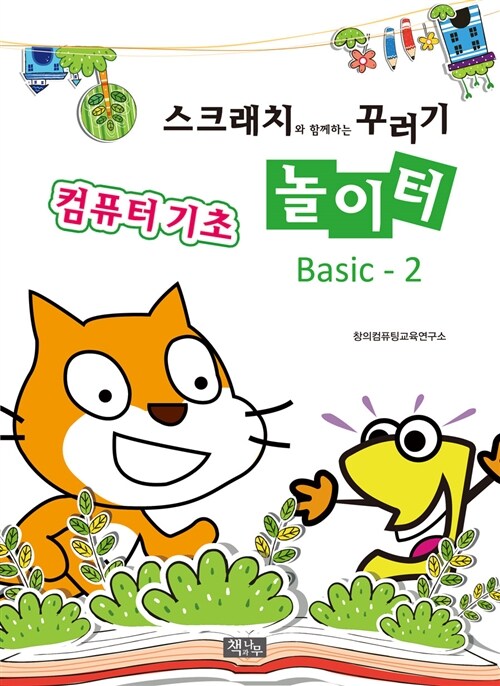 스크래치와 함께하는 꾸러기
컴퓨터 기초
놀이터
Basic - 2
창의컴퓨팅교육연구소
책과나무